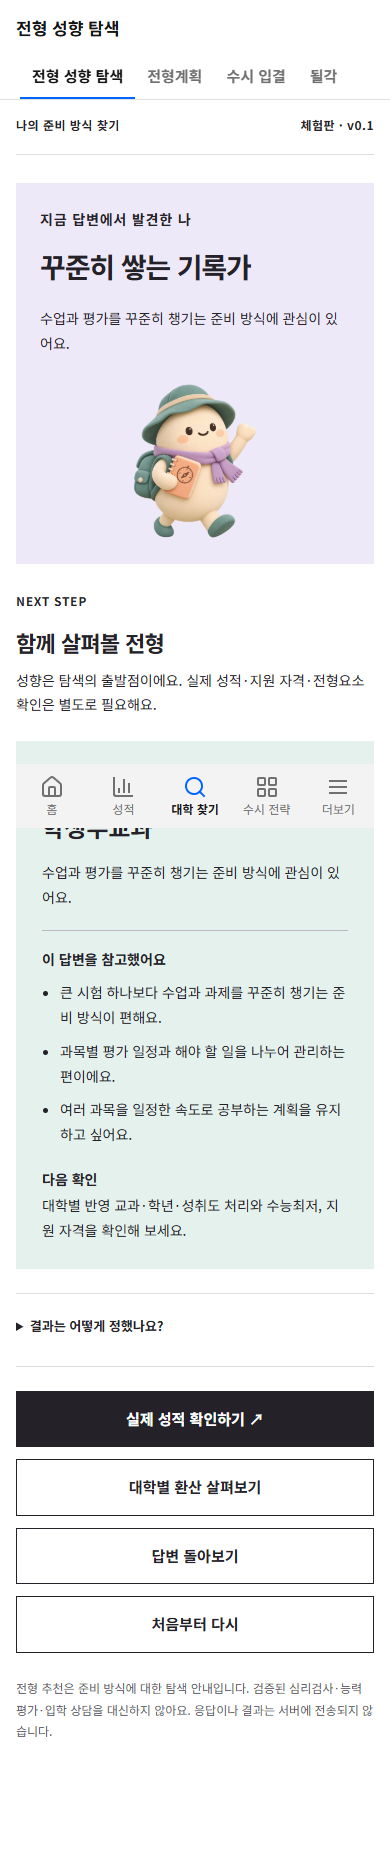 전형 성향 탐색
전형 성향 탐색 전형계획 수시 입결 될각
나의 준비 방식 찾기 체험판 · v0.1
지금 답변에서 발견한 나
꾸준히 쌓는 기록가
수업과 평가를 꾸준히 챙기는 준비 방식에 관심이 있
어요.
NEXT STEP
함께 살펴볼 전형
성향은 탐색의 출발점이에요. 실제 성적·지원 자격·전형요소
확인은 별도로 필요해요.
홈 성적 대학 찾기 수시 전략 더보기
학생부교과
수업과 평가를 꾸준히 챙기는 준비 방식에 관심이 있
어요.
이 답변을 참고했어요
• 큰 시험 하나보다 수업과 과제를 꾸준히 챙기는 준
비 방식이 편해요.
• 과목별 평가 일정과 해야 할 일을 나누어 관리하는
편이에요.
• 여러 과목을 일정한 속도로 공부하는 계획을 유지
하고 싶어요.
다음 확인
대학별 반영 교과·학년·성취도 처리와 수능최저, 지
원 자격을 확인해 보세요.
▶ 결과는 어떻게 정했나요?
실제 성적 확인하기 ↗
대학별 환산 살펴보기
답변 돌아보기
처음부터 다시
전형 추천은 준비 방식에 대한 탐색 안내입니다. 검증된 심리검사·능력
평가·입학 상담을 대신하지 않아요. 응답이나 결과는 서버에 전송되지 않
습니다.